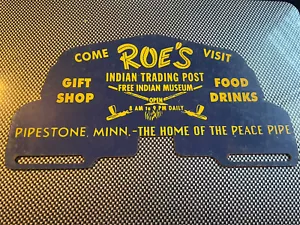 COME ROE'S VISIT
INDIAN TRADING POST
GIFT FREE INDIAN MUSEUM FOOD
SHOP OPEN DRINKS
8 AM TO 9 PM DAILY
PIPESTONE, MINN.-THE HOME OF THE PEACE PIPE